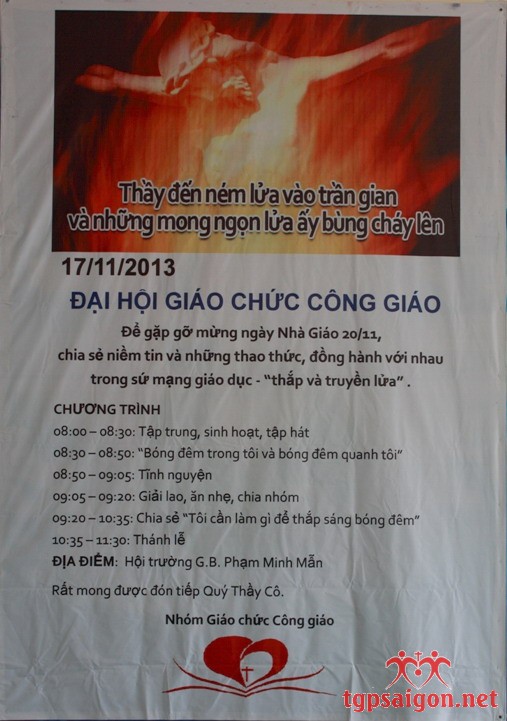 Thầy đến ném lửa vào trần gian
và những mong ngọn lửa ấy bùng cháy lên
17/11/2013
ĐẠI HỘI GIÁO CHỨC CÔNG GIÁO
Để gặp gỡ mừng ngày Nhà Giáo 20/11,
chia sẻ niềm tin và những thao thức, đồng hành với nhau
trong sứ mạng giáo dục - “thắp và truyền lửa” .
CHƯƠNG TRÌNH
08:00 – 08:30: Tập trung, sinh hoạt, tập hát
08:30 – 08:50: “Bóng đêm trong tôi và bóng đêm quanh tôi”
08:50 – 09:05: Tĩnh nguyện
09:05 – 09:20: Giải lao, ăn nhẹ, chia nhóm
09:20 – 10:35: Chia sẻ “Tôi cần làm gì để thắp sáng bóng đêm”
10:35 – 11:30: Thánh lễ
ĐỊA ĐIỂM: Hội trường G.B. Phạm Minh Mẫn
Rất mong được đón tiếp Quý Thầy Cô.
Nhóm Giáo chức Công giáo
tgpsaigon.net